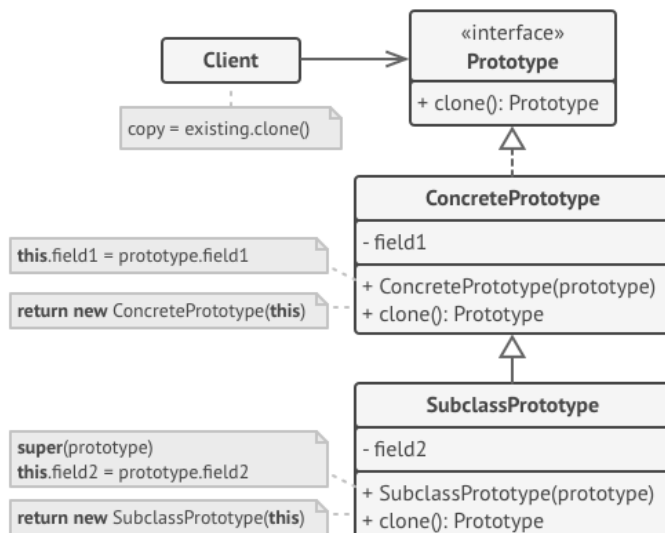 Client
«interface»
Prototype
+ clone(): Prototype
copy = existing.clone()
ConcretePrototype
- field1
this.field1 = prototype.field1
+ ConcretePrototype(prototype)
return new ConcretePrototype(this)
+ clone(): Prototype
SubclassPrototype
- field2
super(prototype)
this.field2 = prototype.field2
+ SubclassPrototype(prototype)
return new SubclassPrototype(this)
+ clone(): Prototype